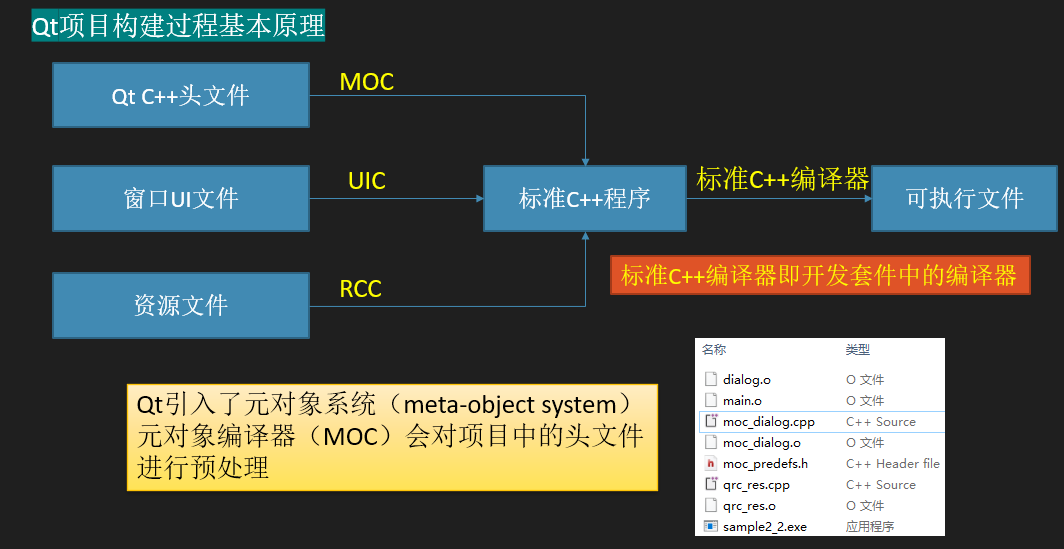 Qt项目构建过程基本原理
Qt C++头文件
MOC
窗口UI文件
UIC
标准C++程序
标准C++编译器
可执行文件
资源文件
RCC
标准C++编译器即开发套件中的编译器
Qt引入了元对象系统（meta-object system）
元对象编译器（MOC）会对项目中的头文件
进行预处理
名称 类型
dialog.o O 文件
main.o O 文件
moc_dialog.cpp C++ Source
moc_dialog.o O 文件
moc_predefs.h C++ Header file
qrc_res.cpp C++ Source
qrc_res.o O 文件
sample2_2.exe 应用程序